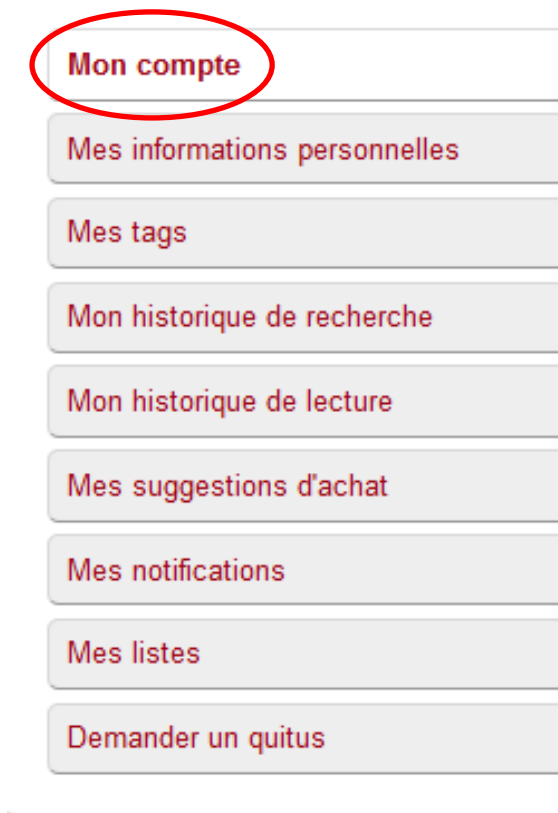 Mon compte
Mes informations personnelles
Mes tags
Mon historique de recherche
Mon historique de lecture
Mes suggestions d'achat
Mes notifications
Mes listes
Demander un quitus